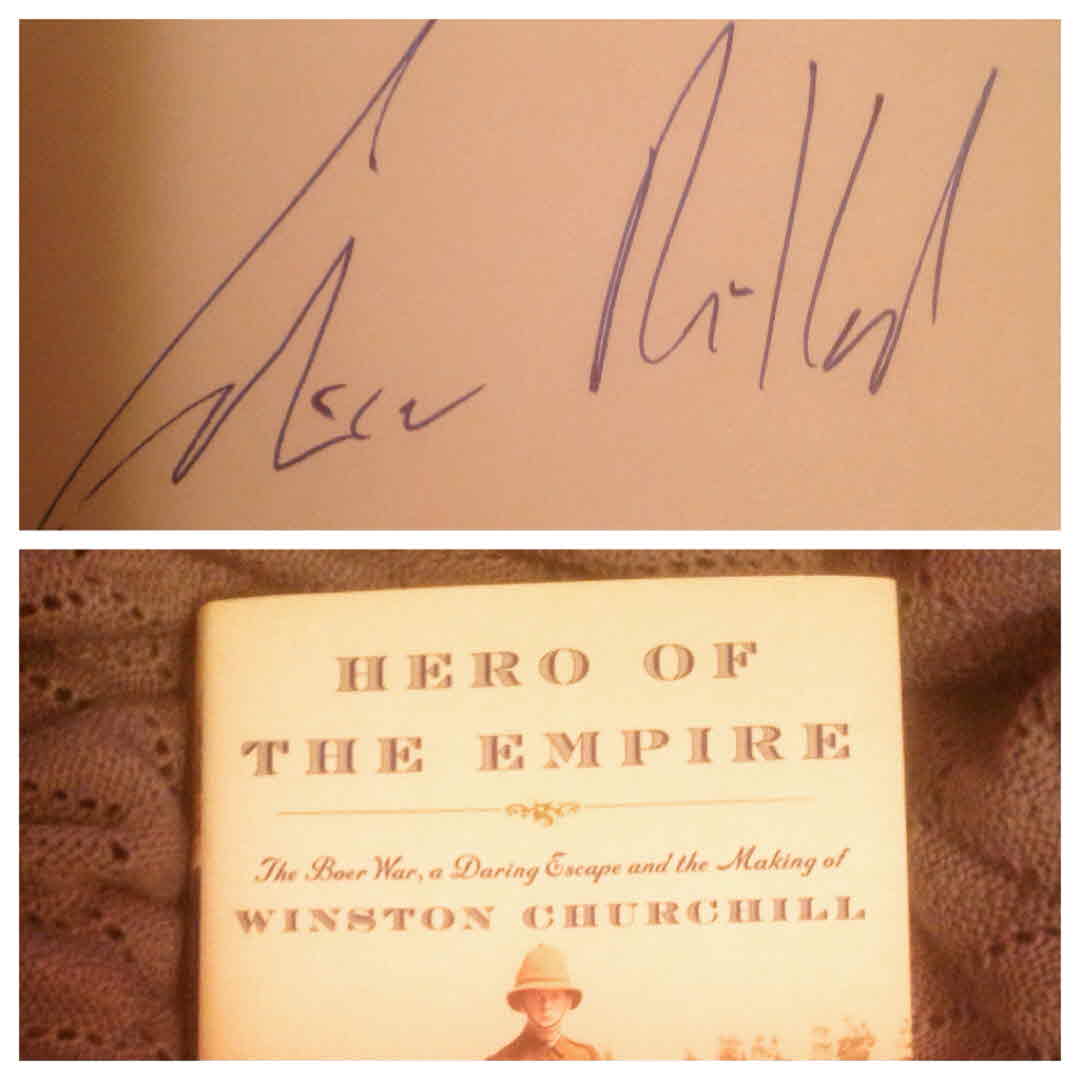 HERO OF
THE EMPIRE
The Boer War, a Daring Escape and the Making of
WINSTON CHURCHILL